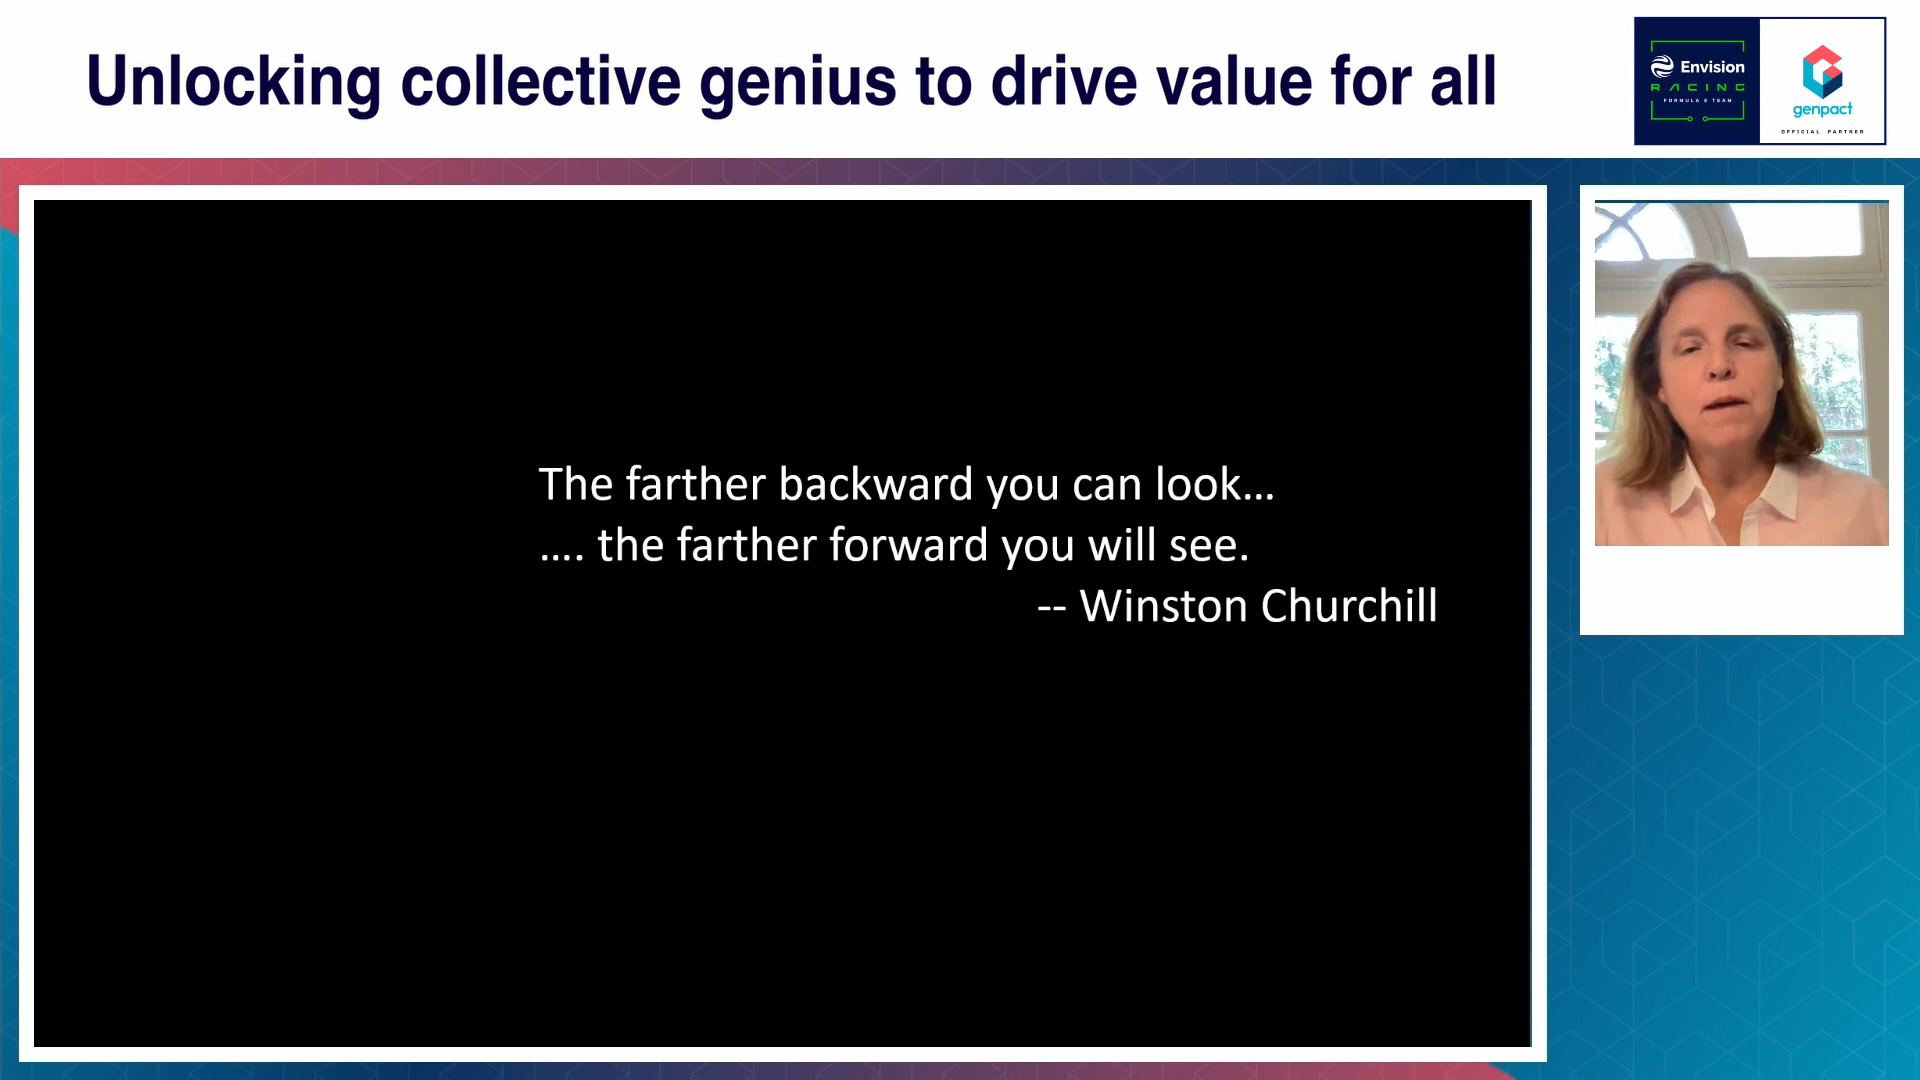 Unlocking collective genius to drive value for all
Envision
RACING
FORMULA E TEAM
genpact
OFFICIAL PARTNER
The farther backward you can look...
.... the farther forward you will see.
-- Winston Churchill